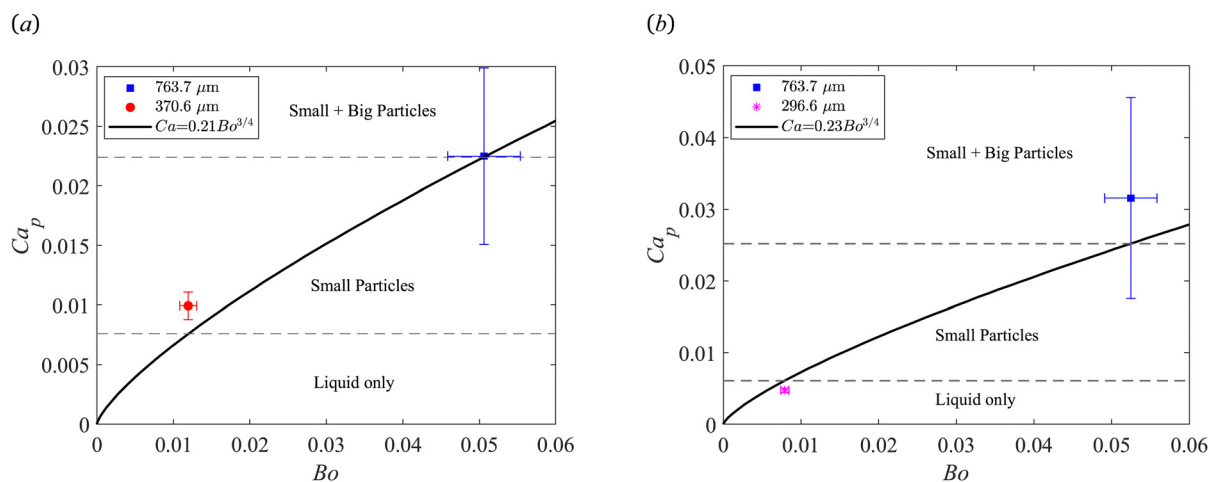 (a)
763.7 μm
370.6 μm
Ca=0.21Bo^{3/4}
Small + Big Particles
Small Particles
Liquid only
0.03
0.025
0.02
0.015
0.01
0.005
0
0
0.01
0.02
0.03
0.04
0.05
0.06
Ca_p
Bo
(b)
763.7 μm
296.6 μm
Ca=0.23Bo^{3/4}
Small + Big Particles
Small Particles
Liquid only
0.05
0.04
0.03
0.02
0.01
0
0
0.01
0.02
0.03
0.04
0.05
0.06
Ca_p
Bo